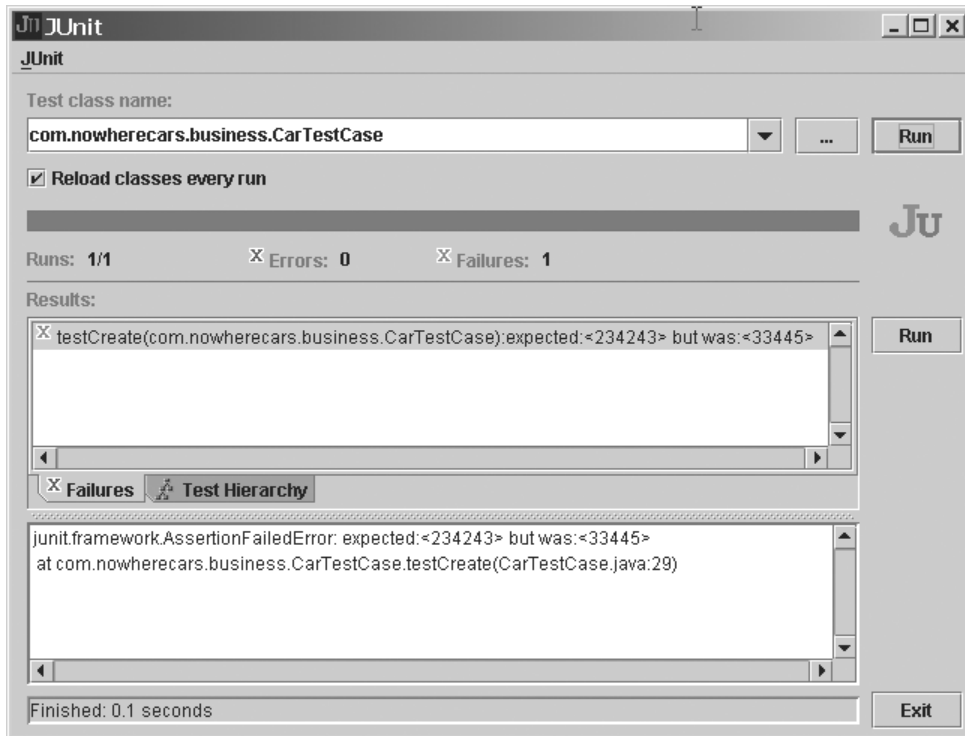 JU JUnit
JUnit
Test class name:
com.nowherecars.business.CarTestCase
... Run
Reload classes every run
JU
Runs: 1/1 X Errors: 0 X Failures: 1
Results:
X testCreate(com.nowherecars.business.CarTestCase):expected:<234243> but was:<33445>
Run
X Failures Test Hierarchy
junit.framework.AssertionFailedError: expected:<234243> but was:<33445>
at com.nowherecars.business.CarTestCase.testCreate(CarTestCase.java:29)
Finished: 0.1 seconds Exit